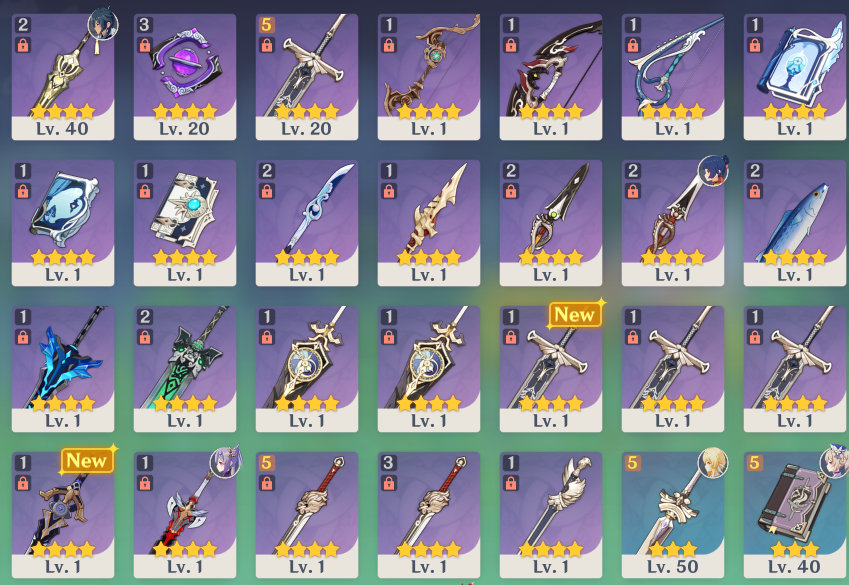 2 3 5 1 1 1 1
Lv. 40 Lv. 20 Lv. 20 Lv. 1 Lv. 1 Lv. 1 Lv. 1
1 1 2 1 2 2 2
Lv. 1 Lv. 1 Lv. 1 Lv. 1 Lv. 1 Lv. 1 Lv. 1
1 2 1 1 1 New 1 1
Lv. 1 Lv. 1 Lv. 1 Lv. 1 Lv. 1 Lv. 1 Lv. 1
1 New 1 5 3 1 5 5
Lv. 1 Lv. 1 Lv. 1 Lv. 1 Lv. 1 Lv. 50 Lv. 40